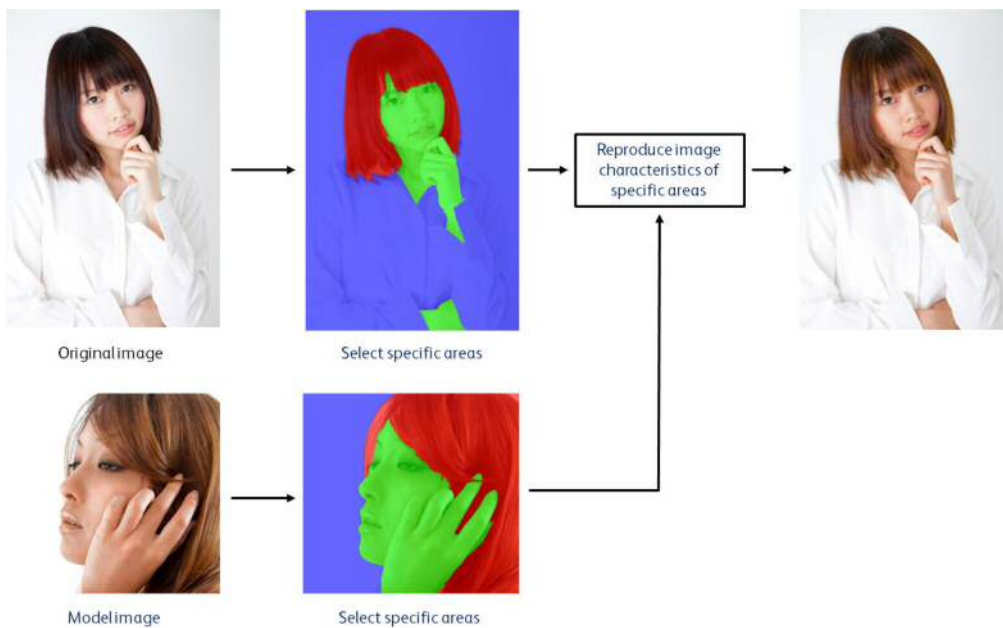 Reproduce image
characteristics of
specific areas
Original image
Select specific areas
Model image
Select specific areas